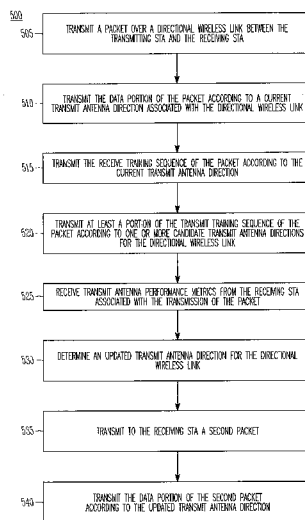 500
505
TRANSMIT A PACKET OVER A DIRECTIONAL WIRELESS LINK BETWEEN THE
TRANSMITTING STA AND THE RECEIVING STA
510
TRANSMIT THE DATA PORTION OF THE PACKET ACCORDING TO A CURRENT
TRANSMIT ANTENNA DIRECTION ASSOCIATED WITH THE DIRECTIONAL WIRELESS LINK
515
TRANSMIT THE RECEIVE TRAINING SEQUENCE OF THE PACKET ACCORDING TO THE
CURRENT TRANSMIT ANTENNA DIRECTION
520
TRANSMIT AT LEAST A PORTION OF THE TRANSMIT TRAINING SEQUENCE OF THE
PACKET ACCORDING TO ONE OR MORE CANDIDATE TRANSMIT ANTENNA DIRECTIONS
FOR THE DIRECTIONAL WIRELESS LINK
525
RECEIVE TRANSMIT ANTENNA PERFORMANCE METRICS FROM THE RECEIVING STA
ASSOCIATED WITH THE TRANSMISSION OF THE PACKET
530
DETERMINE AN UPDATED TRANSMIT ANTENNA DIRECTION FOR THE DIRECTIONAL
WIRELESS LINK
535
TRANSMIT TO THE RECEIVING STA A SECOND PACKET
540
TRANSMIT THE DATA PORTION OF THE SECOND PACKET
ACCORDING TO THE UPDATED TRANSMIT ANTENNA DIRECTION